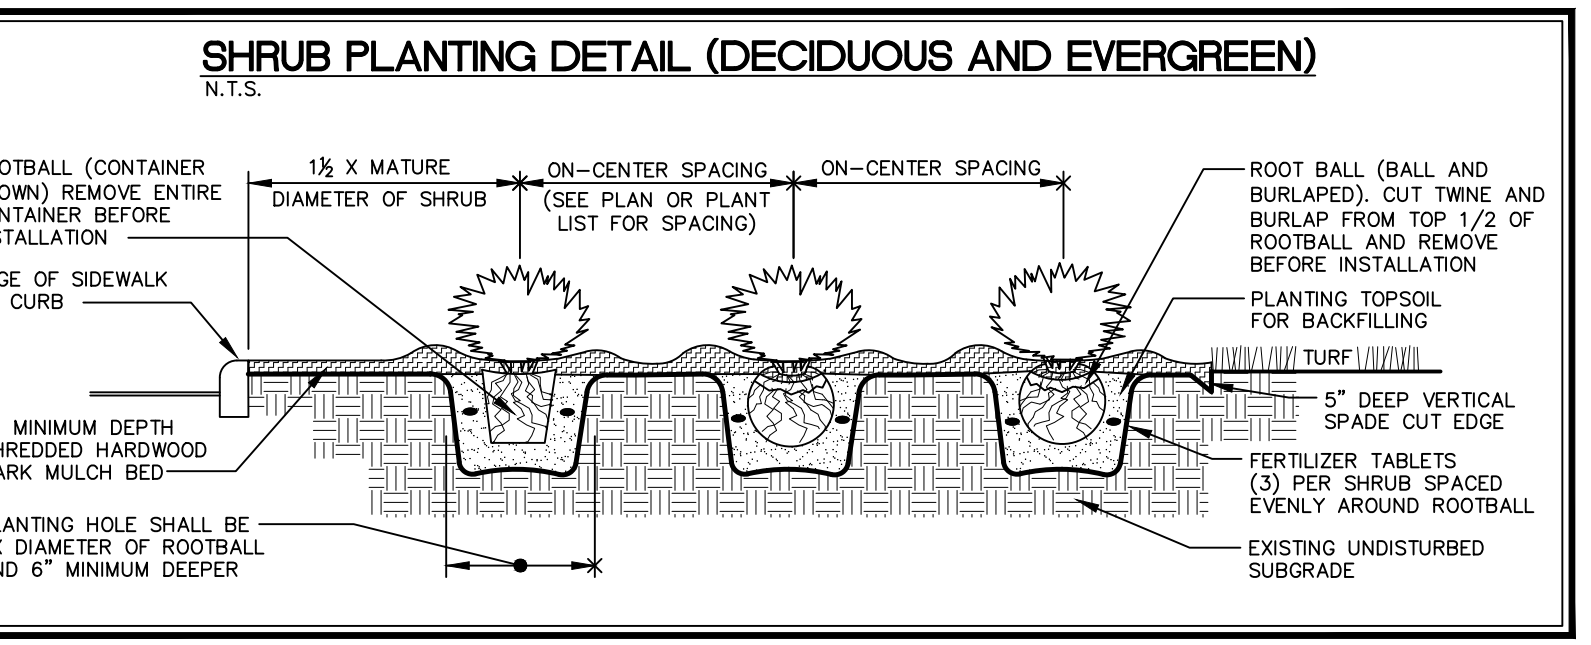 SHRUB PLANTING DETAIL (DECIDUOUS AND EVERGREEN)
N.T.S.
OTBALL (CONTAINER
OWN) REMOVE ENTIRE
NTAINER BEFORE
STALLATION
GE OF SIDEWALK
CURB
MINIMUM DEPTH
HREDDED HARDWOOD
ARK MULCH BED
LANTING HOLE SHALL BE
X DIAMETER OF ROOTBALL
ND 6" MINIMUM DEEPER
1½ X MATURE
DIAMETER OF SHRUB
ON-CENTER SPACING
(SEE PLAN OR PLANT
LIST FOR SPACING)
ON-CENTER SPACING
ROOT BALL (BALL AND
BURLAPED). CUT TWINE AND
BURLAP FROM TOP 1/2 OF
ROOTBALL AND REMOVE
BEFORE INSTALLATION
PLANTING TOPSOIL
FOR BACKFILLING
TURF
5" DEEP VERTICAL
SPADE CUT EDGE
FERTILIZER TABLETS
(3) PER SHRUB SPACED
EVENLY AROUND ROOTBALL
EXISTING UNDISTURBED
SUBGRADE